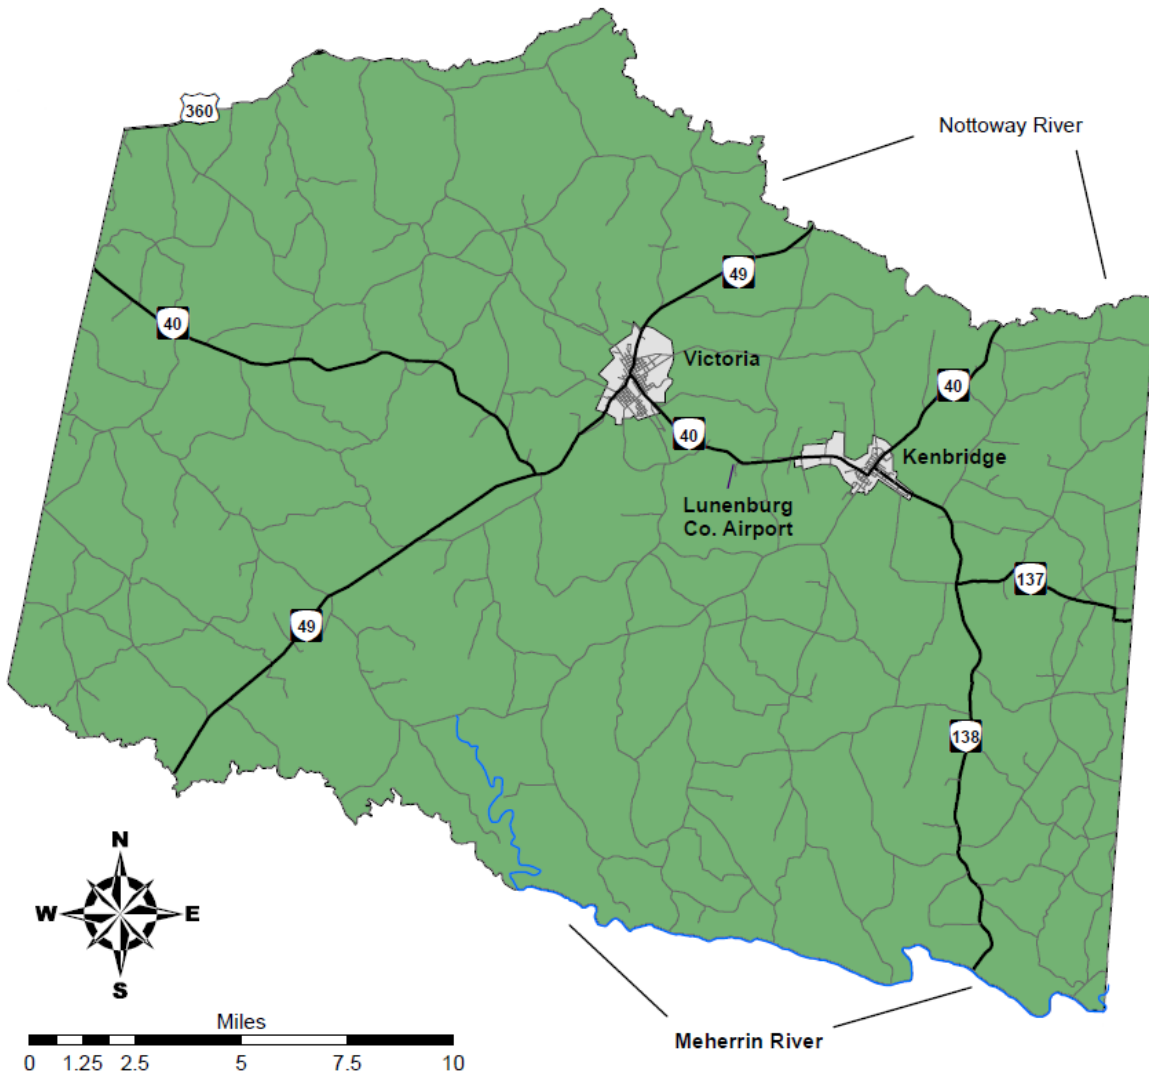 360
Nottoway River
49
40
Victoria
40
40
Kenbridge
Lunenburg
Co. Airport
137
49
138
N
W
E
S
Miles
0 1.25 2.5 5 7.5 10
Meherrin River